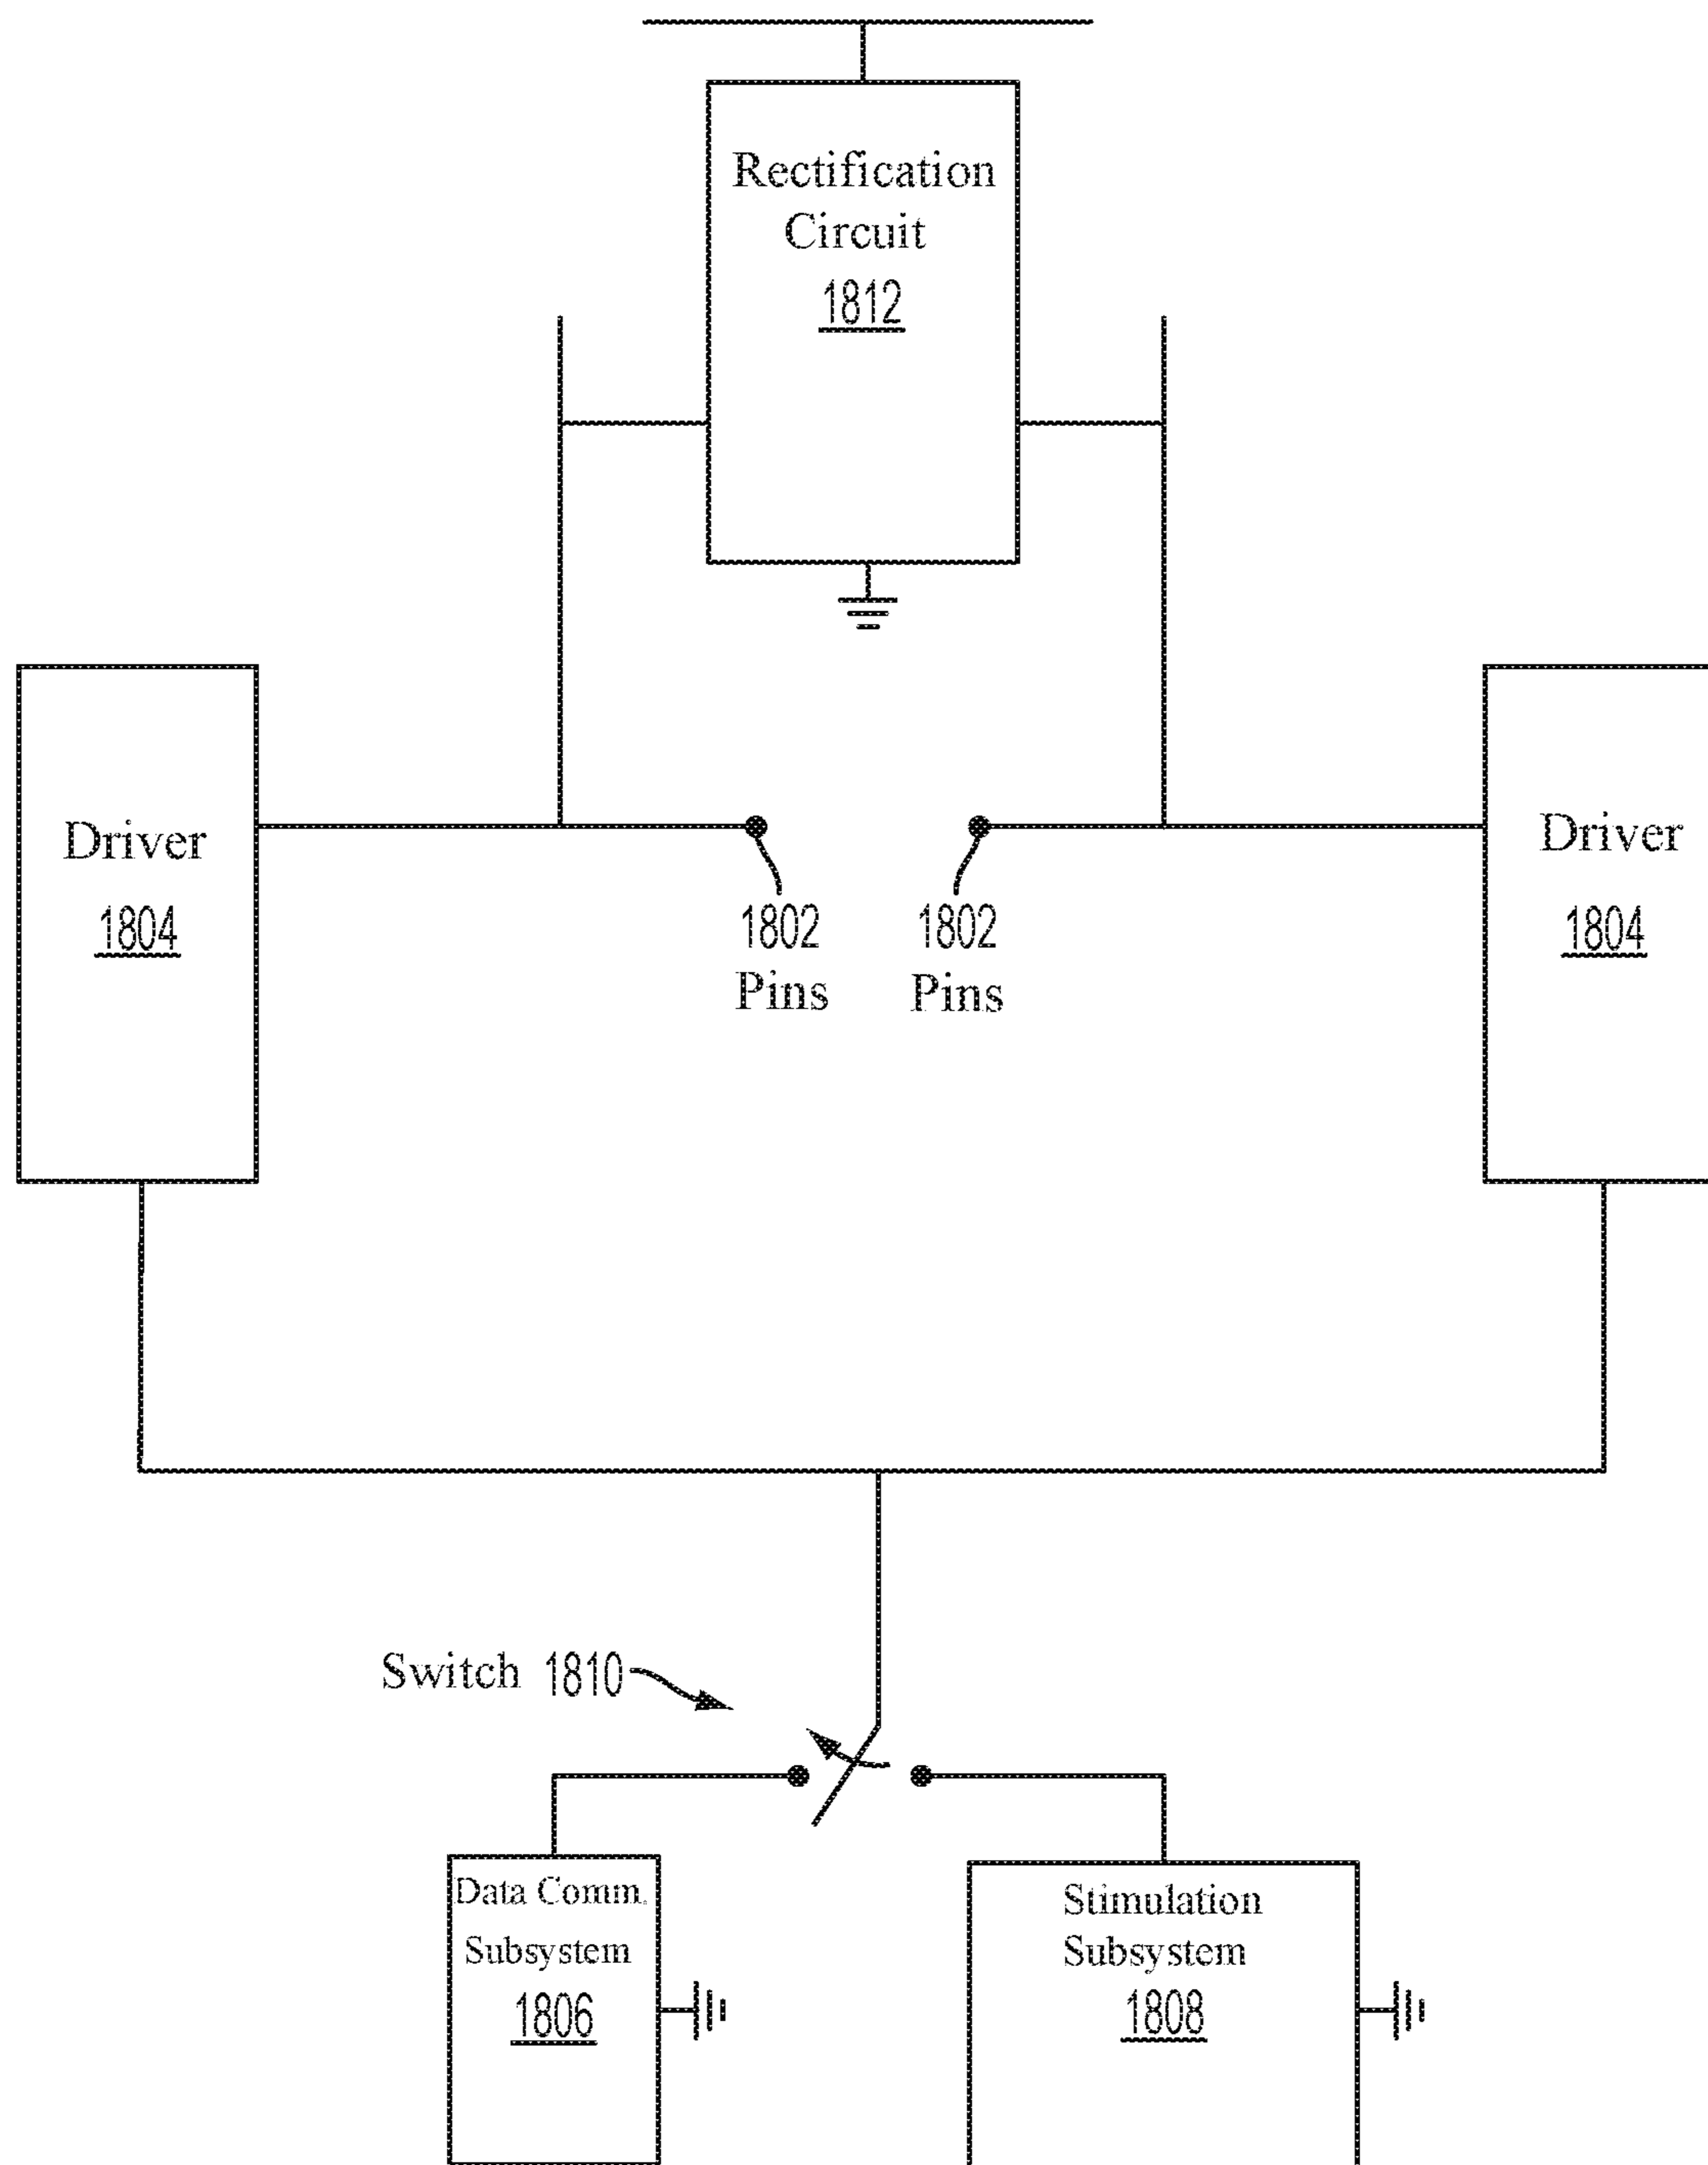 Rectification
Circuit
1812
Driver
1804
1802
Pins
1802
Pins
Driver
1804
Switch 1810
Data Comm.
Subsystem
1806
Stimulation
Subsystem
1808